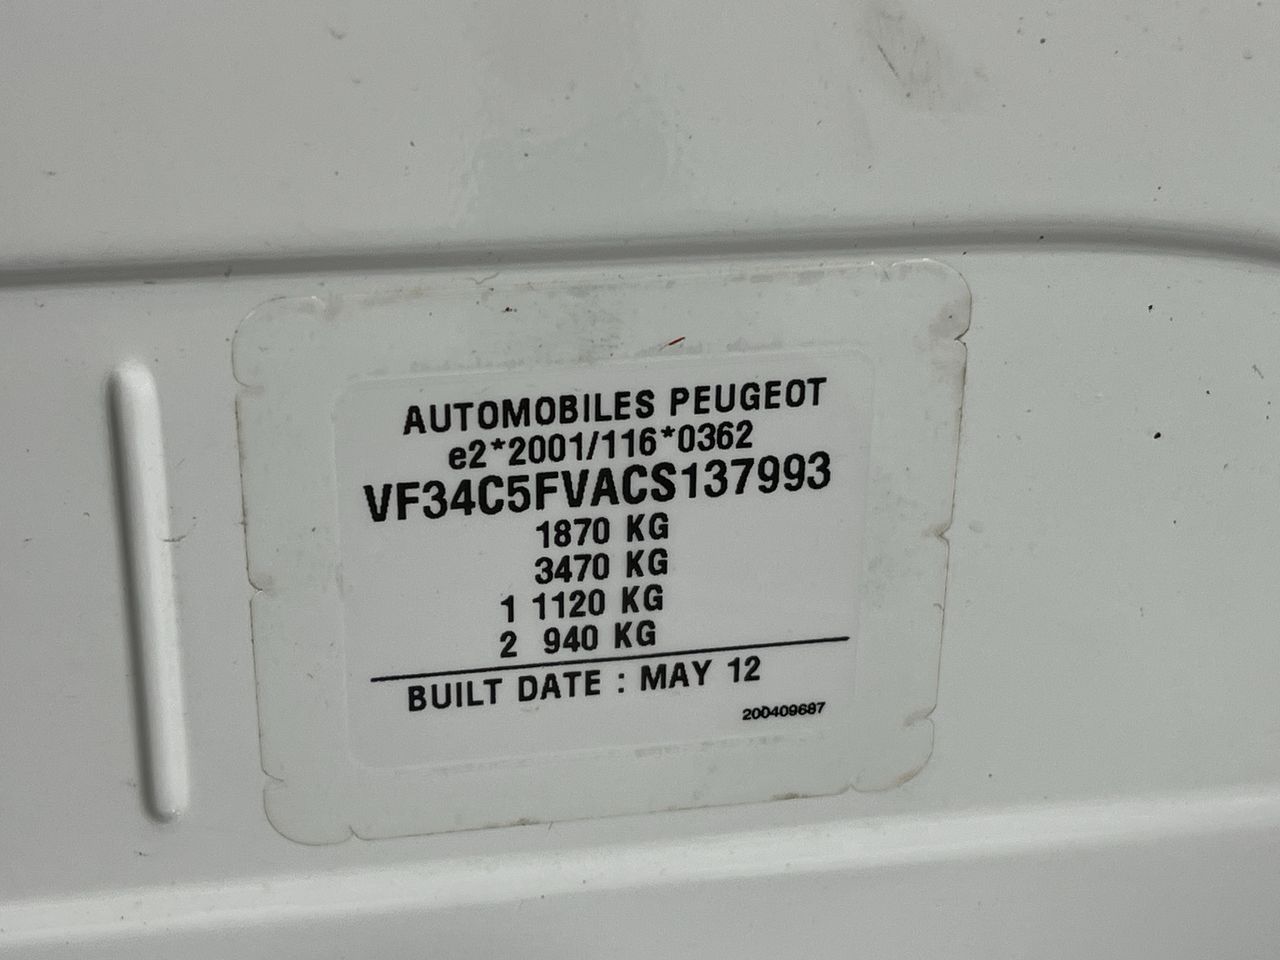 AUTOMOBILES PEUGEOT
e2*2001/116*0362
VF34C5FVACS137993
1870 KG
3470 KG
1 1120 KG
2 940 KG
BUILT DATE : MAY 12
200409687